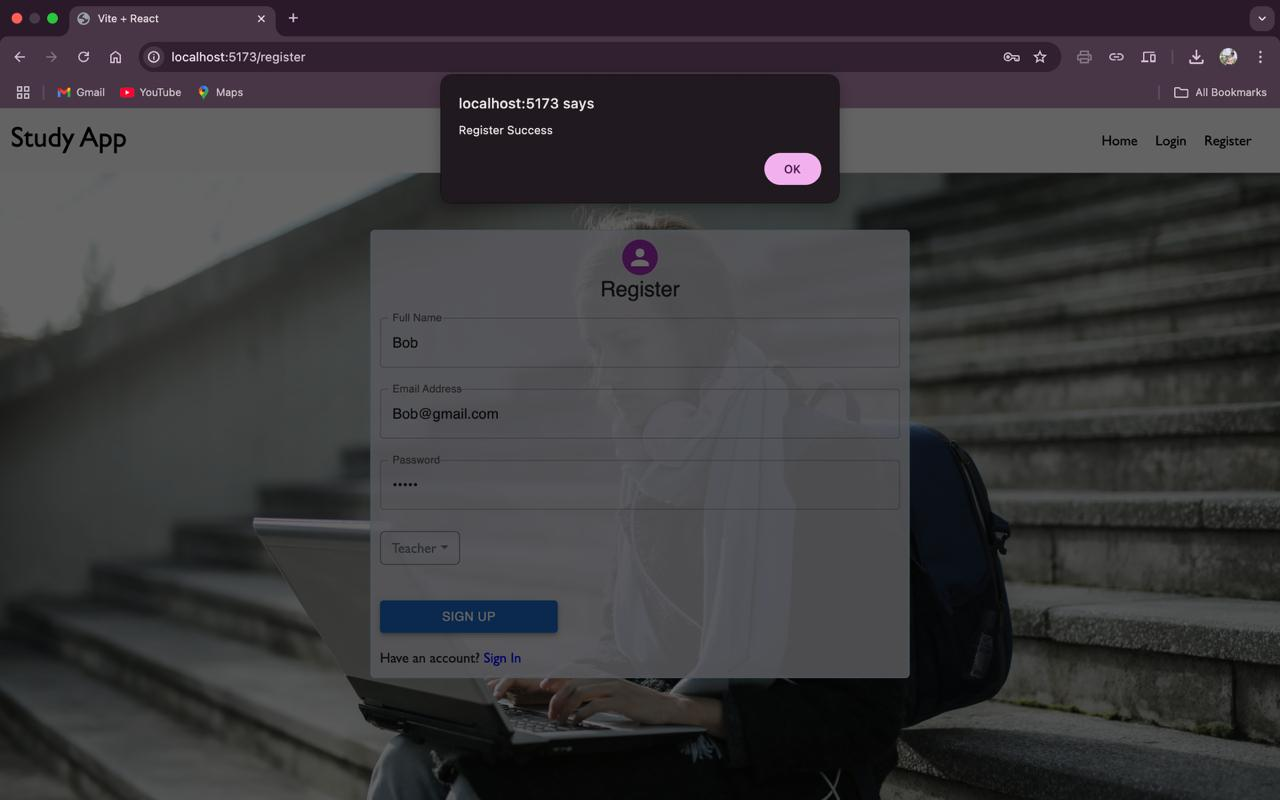 Vite + React
localhost:5173/register
Gmail
YouTube
Maps
All Bookmarks
localhost:5173 says
Register Success
OK
Study App
Home
Login
Register
Register
Full Name
Bob
Email Address
Bob@gmail.com
Password
•••••
Teacher
SIGN UP
Have an account? Sign In